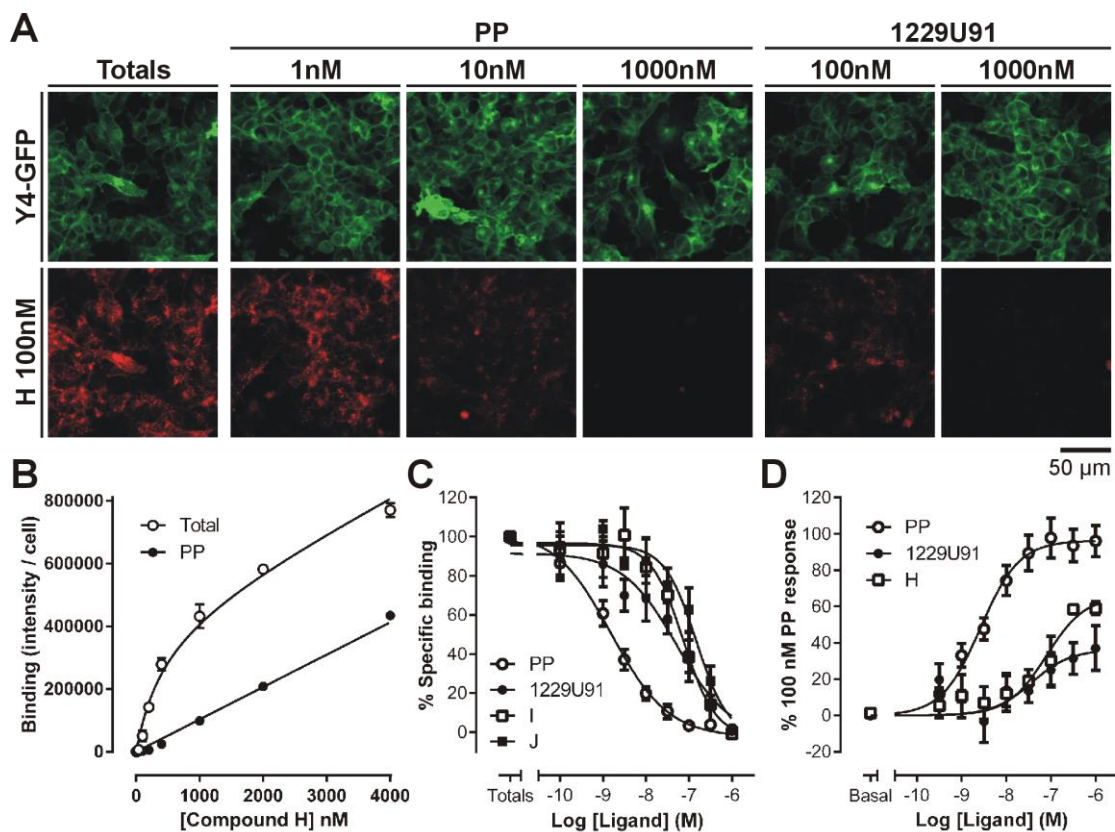 A
PP
1229U91
Totals
1nM
10nM
1000nM
100nM
1000nM
Y4-GFP
H 100nM
50 µm
B
800000
600000
400000
200000
0
Binding (intensity / cell)
Total
PP
0
1000
2000
3000
4000
[Compound H] nM
C
120
100
80
60
40
20
0
% Specific binding
PP
1229U91
I
J
Totals
-10
-9
-8
-7
-6
Log [Ligand] (M)
D
120
100
80
60
40
20
0
-20
% 100 nM PP response
PP
1229U91
H
Basal
-10
-9
-8
-7
-6
Log [Ligand] (M)